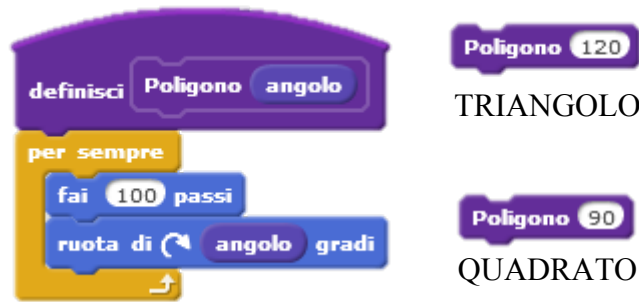 definisci Poligono angolo
per sempre
fai 100 passi
ruota di angolo gradi
Poligono 120
TRIANGOLO
Poligono 90
QUADRATO